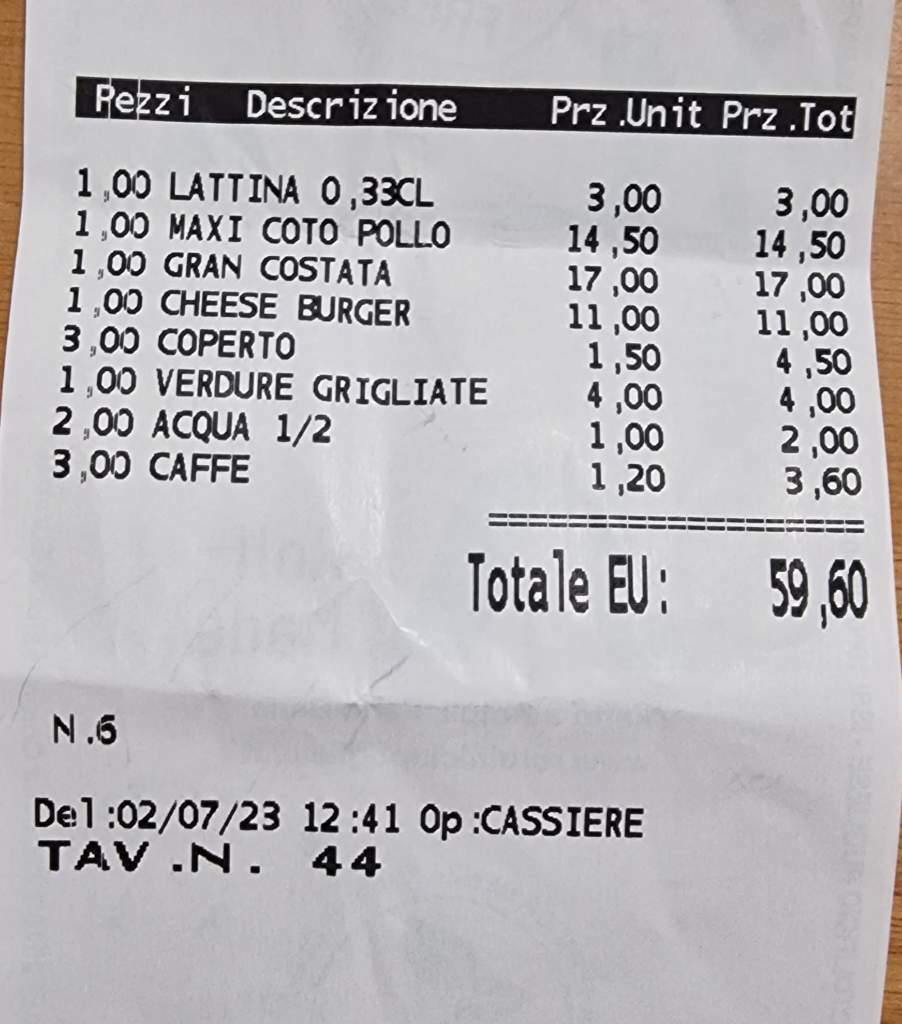 Pezzi Descrizione Prz.Unit Prz.Tot
1,00 LATTINA 0,33CL 3,00 3,00
1,00 MAXI COTO POLLO 14,50 14,50
1,00 GRAN COSTATA 17,00 17,00
1,00 CHEESE BURGER 11,00 11,00
3,00 COPERTO 1,50 4,50
1,00 VERDURE GRIGLIATE 4,00 4,00
2,00 ACQUA 1/2 1,00 2,00
3,00 CAFFE 1,20 3,60
====================
Totale EU: 59,60
N.6
Del:02/07/23 12:41 Op:CASSIERE
TAV.N. 44